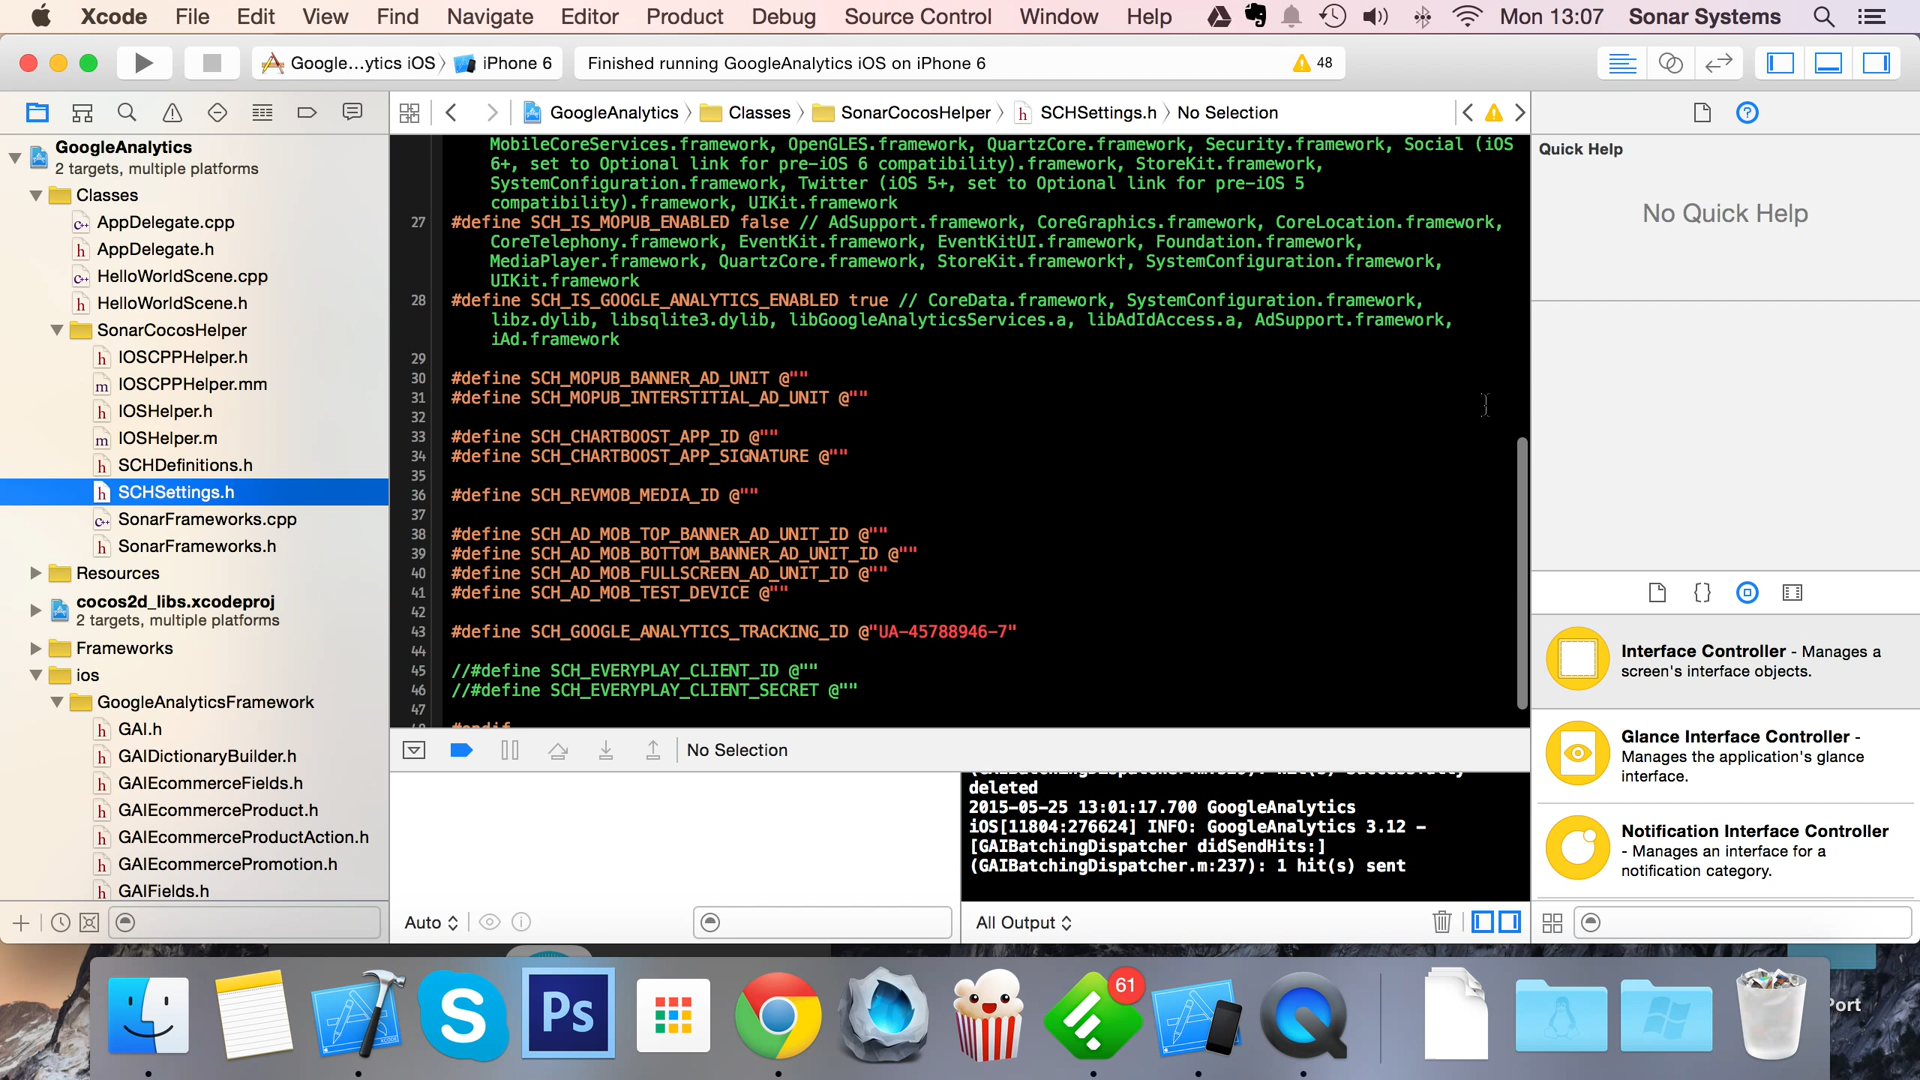 Xcode File Edit View Find Navigate Editor Product Debug Source Control Window Help Mon 13:07 Sonar Systems
Google...ytics iOS iPhone 6 Finished running GoogleAnalytics iOS on iPhone 6 48
GoogleAnalytics Classes SonarCocosHelper SCHSettings.h No Selection
GoogleAnalytics
2 targets, multiple platforms
Classes
AppDelegate.cpp
AppDelegate.h
HelloWorldScene.cpp
HelloWorldScene.h
SonarCocosHelper
IOSCPPHelper.h
IOSCPPHelper.mm
IOSHelper.h
IOSHelper.m
SCHDefinitions.h
SCHSettings.h
SonarFrameworks.cpp
SonarFrameworks.h
Resources
cocos2d_libs.xcodeproj
2 targets, multiple platforms
Frameworks
ios
GoogleAnalyticsFramework
GAI.h
GAIDictionaryBuilder.h
GAIEcommerceFields.h
GAIEcommerceProduct.h
GAIEcommerceProductAction.h
GAIEcommercePromotion.h
GAIFields.h
MobileCoreServices.framework, OpenGLES.framework, QuartzCore.framework, Security.framework, Social (iOS
6+, set to Optional link for pre-iOS 6 compatibility).framework, StoreKit.framework,
SystemConfiguration.framework, Twitter (iOS 5+, set to Optional link for pre-iOS 5
compatibility).framework, UIKit.framework
27 #define SCH_IS_MOPUB_ENABLED false // AdSupport.framework, CoreGraphics.framework, CoreLocation.framework,
CoreTelephony.framework, EventKit.framework, EventKitUI.framework, Foundation.framework,
MediaPlayer.framework, QuartzCore.framework, StoreKit.framework†, SystemConfiguration.framework,
UIKit.framework
28 #define SCH_IS_GOOGLE_ANALYTICS_ENABLED true // CoreData.framework, SystemConfiguration.framework,
libz.dylib, libsqlite3.dylib, libGoogleAnalyticsServices.a, libAdIdAccess.a, AdSupport.framework,
iAd.framework
29
30 #define SCH_MOPUB_BANNER_AD_UNIT @""
31 #define SCH_MOPUB_INTERSTITIAL_AD_UNIT @""
32
33 #define SCH_CHARTBOOST_APP_ID @""
34 #define SCH_CHARTBOOST_APP_SIGNATURE @""
35
36 #define SCH_REVMOB_MEDIA_ID @""
37
38 #define SCH_AD_MOB_TOP_BANNER_AD_UNIT_ID @""
39 #define SCH_AD_MOB_BOTTOM_BANNER_AD_UNIT_ID @""
40 #define SCH_AD_MOB_FULLSCREEN_AD_UNIT_ID @""
41 #define SCH_AD_MOB_TEST_DEVICE @""
42
43 #define SCH_GOOGLE_ANALYTICS_TRACKING_ID @"UA-45788946-7"
44
45 //#define SCH_EVERYPLAY_CLIENT_ID @""
46 //#define SCH_EVERYPLAY_CLIENT_SECRET @""
47
No Selection
deleted
2015-05-25 13:01:17.700 GoogleAnalytics
iOS[11804:276624] INFO: GoogleAnalytics 3.12 -
[GAIBatchingDispatcher didSendHits:]
(GAIBatchingDispatcher.m:237): 1 hit(s) sent
Auto
All Output
Quick Help
No Quick Help
Interface Controller - Manages a
screen's interface objects.
Glance Interface Controller -
Manages the application's glance
interface.
Notification Interface Controller
- Manages an interface for a
notification category.
Ps
61